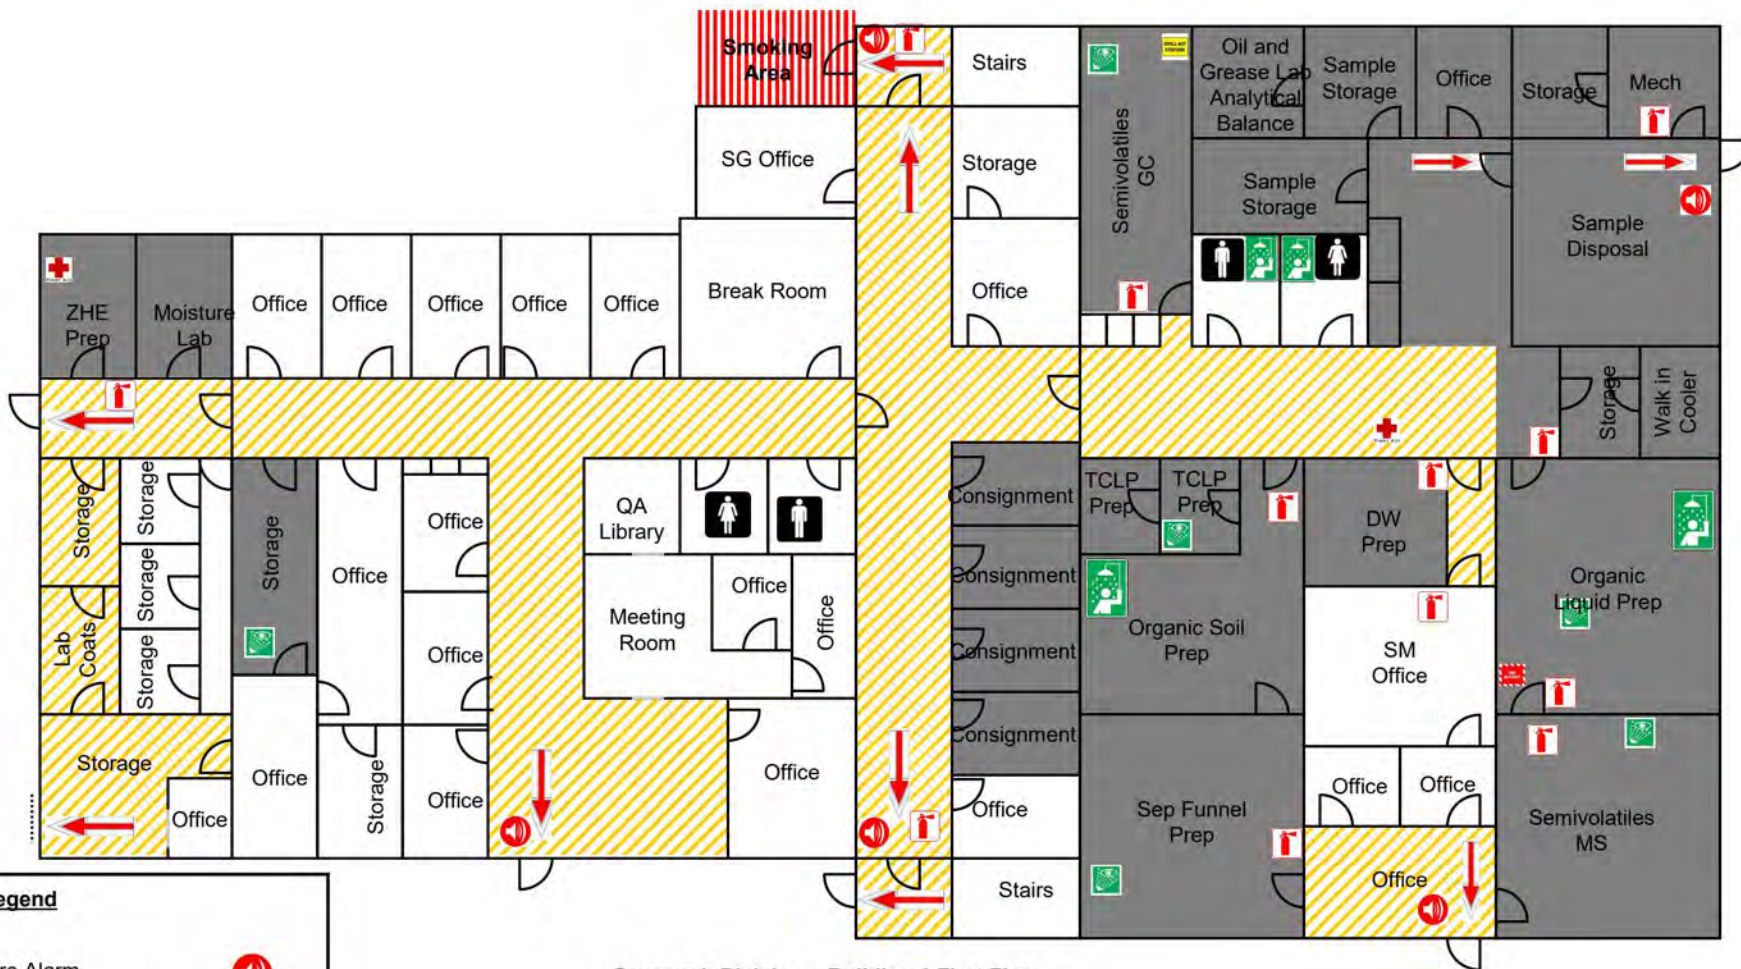 Smoking
Area
Stairs
Oil and
Grease Lab
Analytical
Balance
Sample
Storage
Office
Storage
Mech
SG Office
Storage
Semivolatiles
GC
Sample
Storage
Sample
Disposal
ZHE
Prep
Moisture
Lab
Office
Office
Office
Office
Office
Break Room
Office
Storage
Walk in
Cooler
Storage
Storage
Storage
Office
Office
QA
Library
Consignment
TCLP
Prep
TCLP
Prep
DW
Prep
Storage
Office
Meeting
Room
Office
Office
Consignment
Organic
Liquid Prep
Lab
Coats
Storage
Office
Consignment
Organic Soil
Prep
SM
Office
Consignment
Storage
Office
Office
Storage
Office
Office
Office
Office
Sep Funnel
Prep
Office
Office
Semivolatiles
MS
Office
Stairs